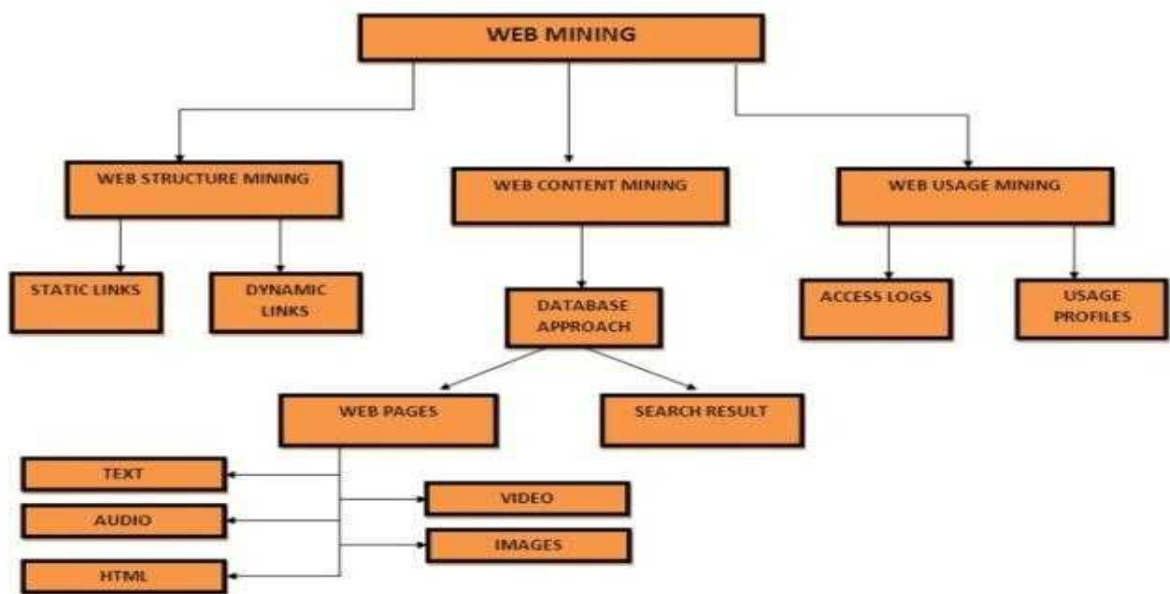 WEB MINING
WEB STRUCTURE MINING
WEB CONTENT MINING
WEB USAGE MINING
STATIC LINKS
DYNAMIC
LINKS
DATABASE
APPROACH
ACCESS LOGS
USAGE
PROFILES
WEB PAGES
SEARCH RESULT
TEXT
AUDIO
HTML
VIDEO
IMAGES